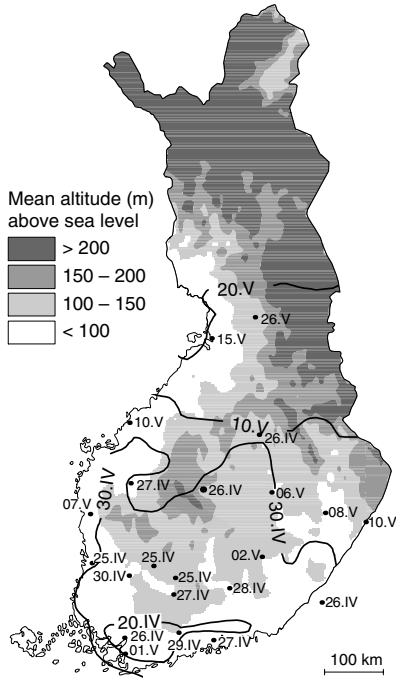 Mean altitude (m)
above sea level
> 200
150 – 200
100 – 150
< 100
20.V
26.V
15.V
10.V
10.V
26.IV
30.IV
27.IV
26.IV
06.V
30.IV
07.V
08.V
10.V
02.V
25.IV
25.IV
30.IV
25.IV
27.IV
28.IV
26.IV
20.IV
26.IV
01.V
29.IV
27.IV
100 km